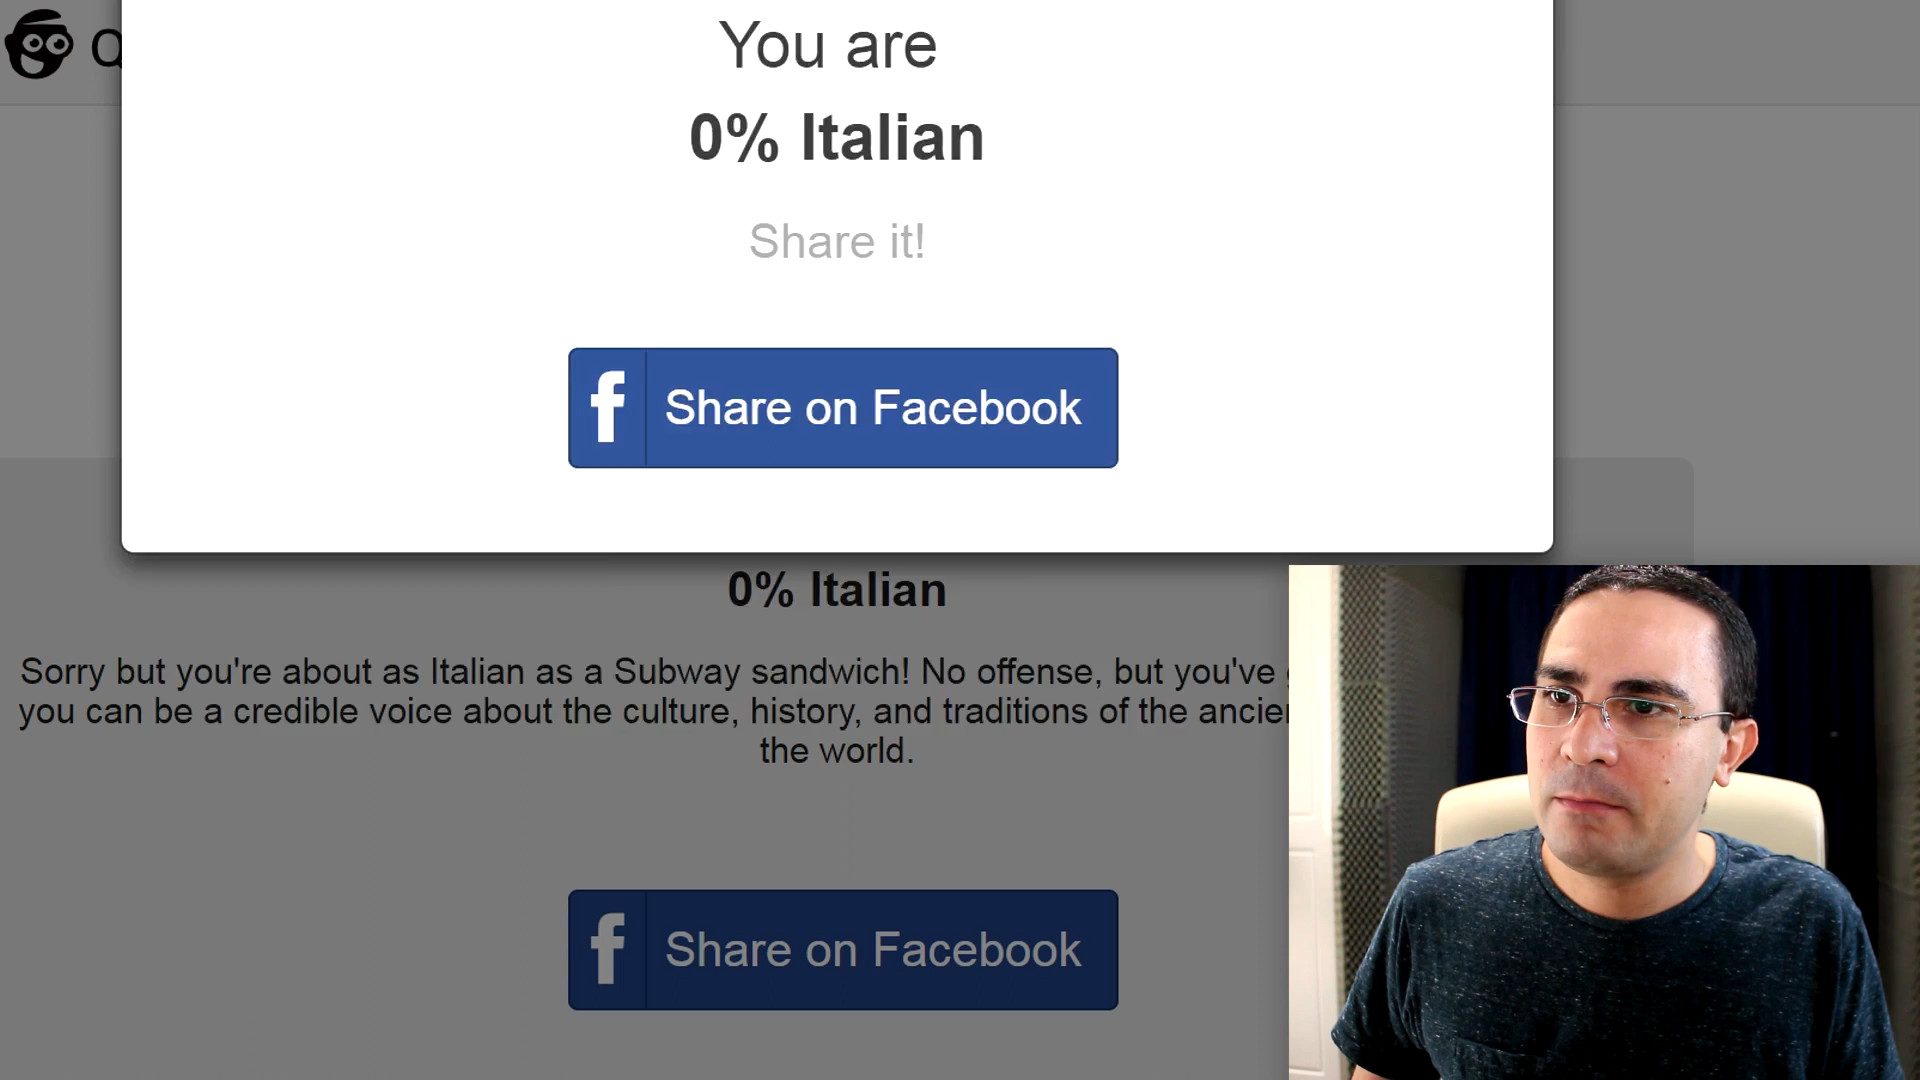 You are
0% Italian
Share it!
f Share on Facebook
0% Italian
Sorry but you're about as Italian as a Subway sandwich! No offense, but you've
you can be a credible voice about the culture, history, and traditions of the
the world.
f Share on Facebook